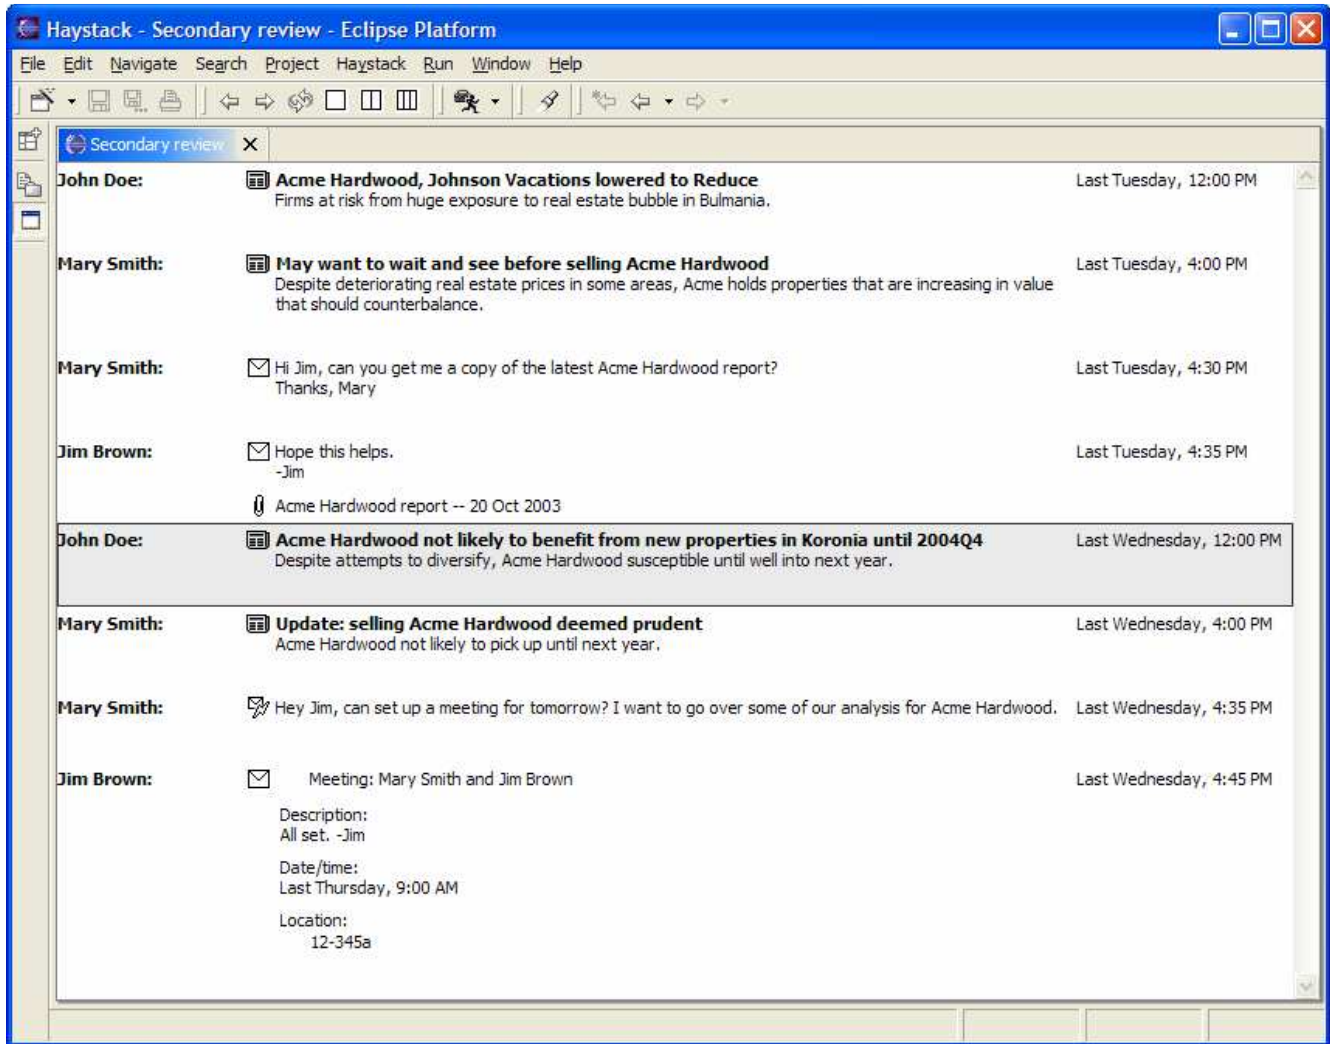 Haystack - Secondary review - Eclipse Platform
File Edit Navigate Search Project Haystack Run Window Help
Secondary review
John Doe: Acme Hardwood, Johnson Vacations lowered to Reduce Last Tuesday, 12:00 PM
Firms at risk from huge exposure to real estate bubble in Bulmania.
Mary Smith: May want to wait and see before selling Acme Hardwood Last Tuesday, 4:00 PM
Despite deteriorating real estate prices in some areas, Acme holds properties that are increasing in value
that should counterbalance.
Mary Smith: Hi Jim, can you get me a copy of the latest Acme Hardwood report? Last Tuesday, 4:30 PM
Thanks, Mary
Jim Brown: Hope this helps. Last Tuesday, 4:35 PM
-Jim
Acme Hardwood report -- 20 Oct 2003
John Doe: Acme Hardwood not likely to benefit from new properties in Koronia until 2004Q4 Last Wednesday, 12:00 PM
Despite attempts to diversify, Acme Hardwood susceptible until well into next year.
Mary Smith: Update: selling Acme Hardwood deemed prudent Last Wednesday, 4:00 PM
Acme Hardwood not likely to pick up until next year.
Mary Smith: Hey Jim, can set up a meeting for tomorrow? I want to go over some of our analysis for Acme Hardwood. Last Wednesday, 4:35 PM
Jim Brown: Meeting: Mary Smith and Jim Brown Last Wednesday, 4:45 PM
Description:
All set. -Jim
Date/time:
Last Thursday, 9:00 AM
Location:
12-345a